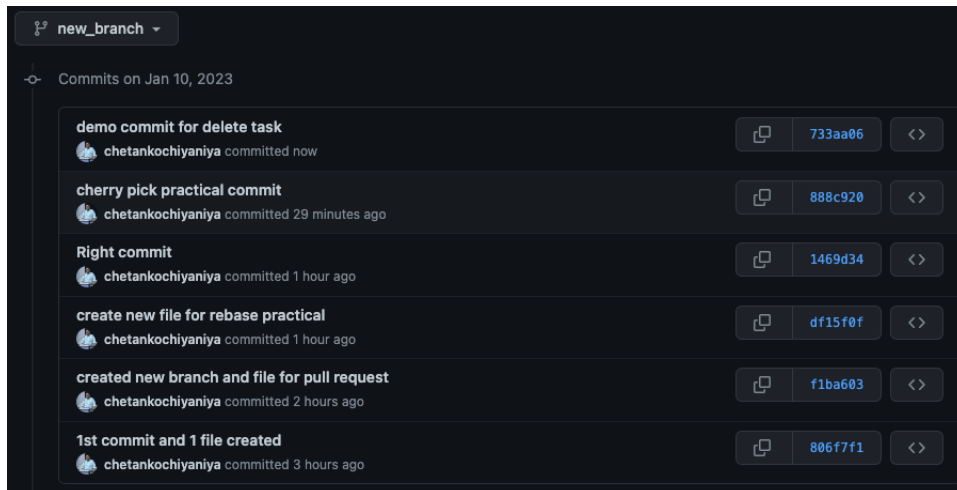 new_branch
Commits on Jan 10, 2023
demo commit for delete task
chetankochiyaniya committed now
733aa06
cherry pick practical commit
chetankochiyaniya committed 29 minutes ago
888c920
Right commit
chetankochiyaniya committed 1 hour ago
1469d34
create new file for rebase practical
chetankochiyaniya committed 1 hour ago
df15f0f
created new branch and file for pull request
chetankochiyaniya committed 2 hours ago
f1ba603
1st commit and 1 file created
chetankochiyaniya committed 3 hours ago
806f7f1